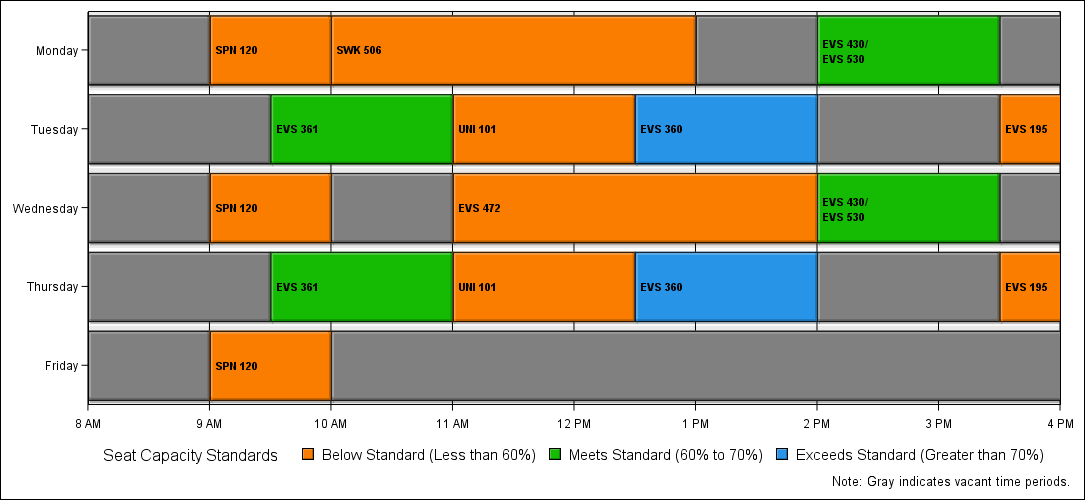 Monday
SPN 120
SWK 506
EVS 430/
EVS 530
Tuesday
EVS 361
UNI 101
EVS 360
EVS 195
Wednesday
SPN 120
EVS 472
EVS 430/
EVS 530
Thursday
EVS 361
UNI 101
EVS 360
EVS 195
Friday
SPN 120
8 AM 9 AM 10 AM 11 AM 12 PM 1 PM 2 PM 3 PM 4 PM
Seat Capacity Standards Below Standard (Less than 60%) Meets Standard (60% to 70%) Exceeds Standard (Greater than 70%)
Note: Gray indicates vacant time periods.